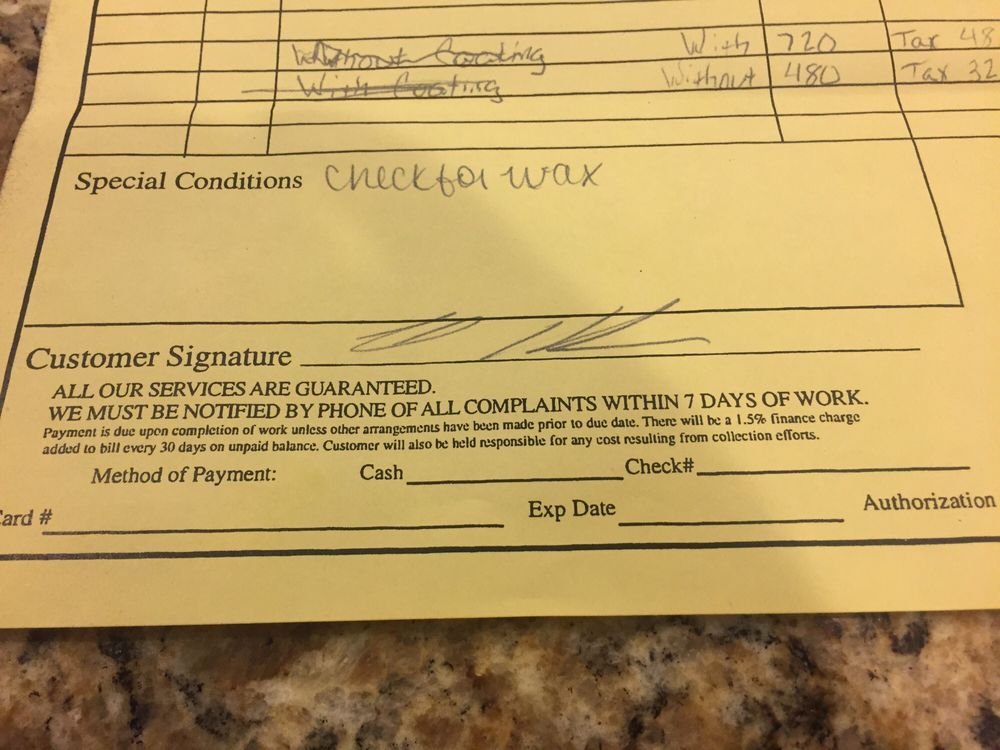 Without Coating With 720 Tax 48
With Coating Without 480 Tax 32
Special Conditions Check for wax
Customer Signature
ALL OUR SERVICES ARE GUARANTEED.
WE MUST BE NOTIFIED BY PHONE OF ALL COMPLAINTS WITHIN 7 DAYS OF WORK.
Payment is due upon completion of work unless other arrangements have been made prior to due date. There will be a 1.5% finance charge
added to bill every 30 days on unpaid balance. Customer will also be held responsible for any cost resulting from collection efforts.
Method of Payment: Cash Check#
Card # Exp Date Authorization